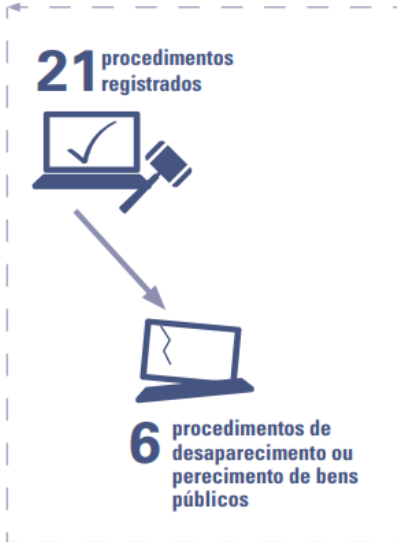 21 procedimentos
registrados
6 procedimentos de
desaparecimento ou
perecimento de bens
públicos